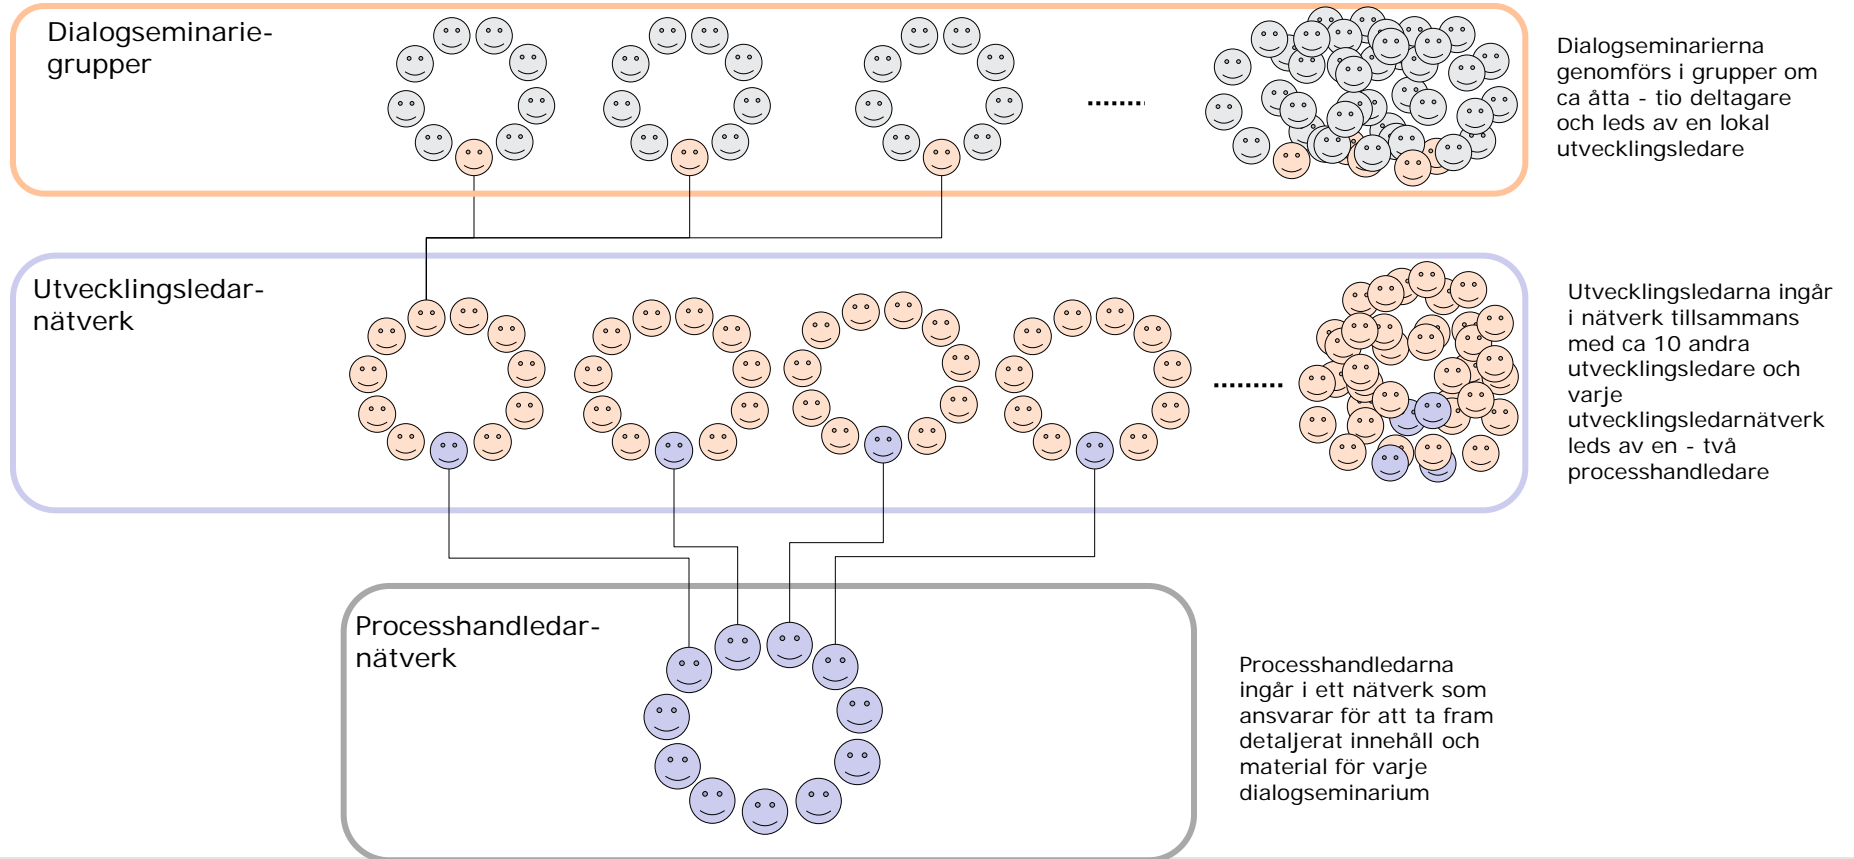 Dialogseminarie-
grupper
Dialogseminarierna
genomförs i grupper om
ca åtta - tio deltagare
och leds av en lokal
utvecklingsledare
Utvecklingsledar-
nätverk
Utvecklingsledarna ingår
i nätverk tillsammans
med ca 10 andra
utvecklingsledare och
varje
utvecklingsledarnätverk
leds av en - två
processhandledare
Processhandledar-
nätverk
Processhandledarna
ingår i ett nätverk som
ansvarar för att ta fram
detaljerat innehåll och
material för varje
dialogseminarium